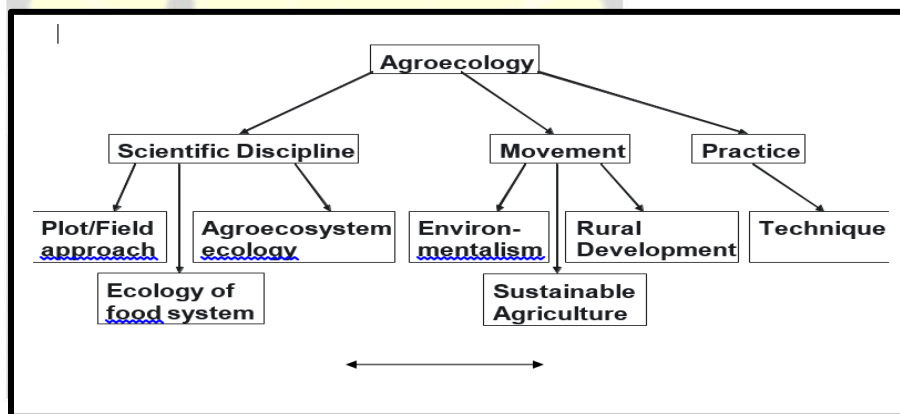 Agroecology
Scientific Discipline
Movement
Practice
Plot/Field
approach
Agroecosystem
ecology
Environ-
mentalism
Rural
Development
Technique
Ecology of
food system
Sustainable
Agriculture